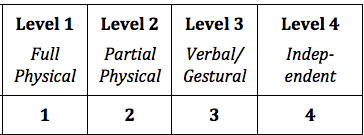 Level 1 Level 2 Level 3 Level 4
Full Partial Verbal/ Indep-
Physical Physical Gestural endent
1 2 3 4